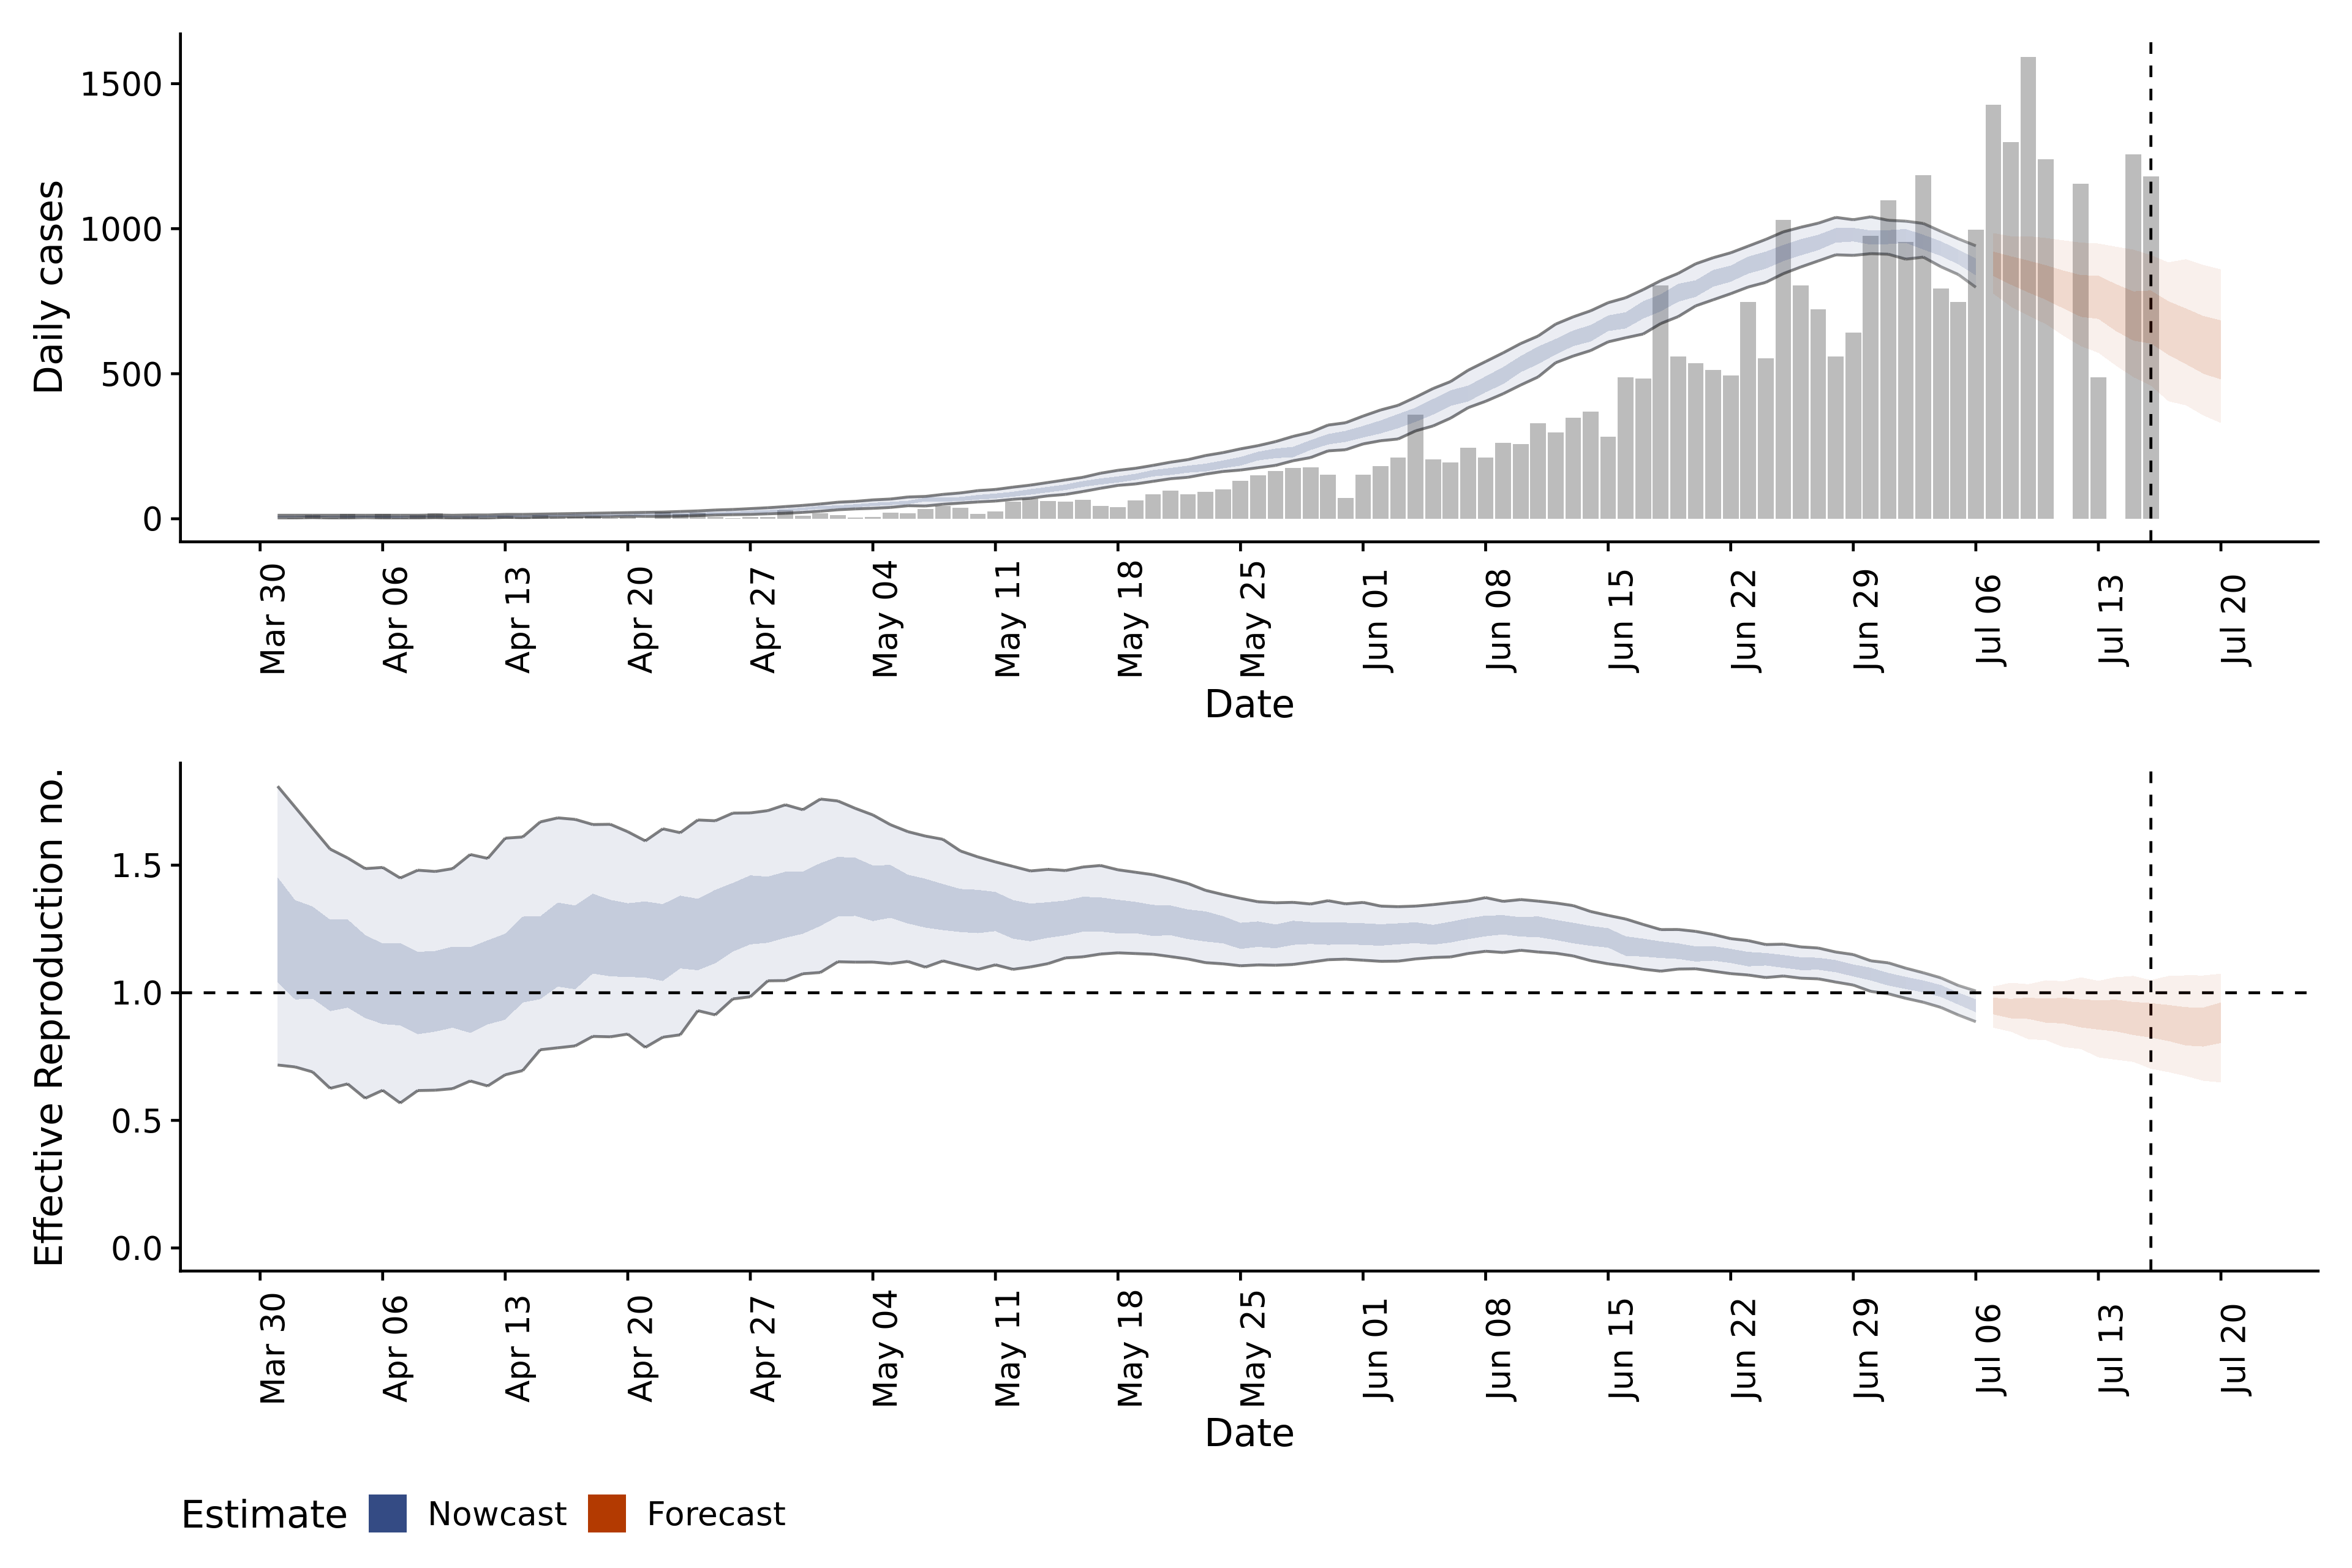 Daily cases
1500
1000
500
0
Mar 30
Apr 06
Apr 13
Apr 20
Apr 27
May 04
May 11
May 18
May 25
Jun 01
Jun 08
Jun 15
Jun 22
Jun 29
Jul 06
Jul 13
Jul 20
Date
Effective Reproduction no.
1.5
1.0
0.5
0.0
Mar 30
Apr 06
Apr 13
Apr 20
Apr 27
May 04
May 11
May 18
May 25
Jun 01
Jun 08
Jun 15
Jun 22
Jun 29
Jul 06
Jul 13
Jul 20
Date
Estimate Nowcast Forecast